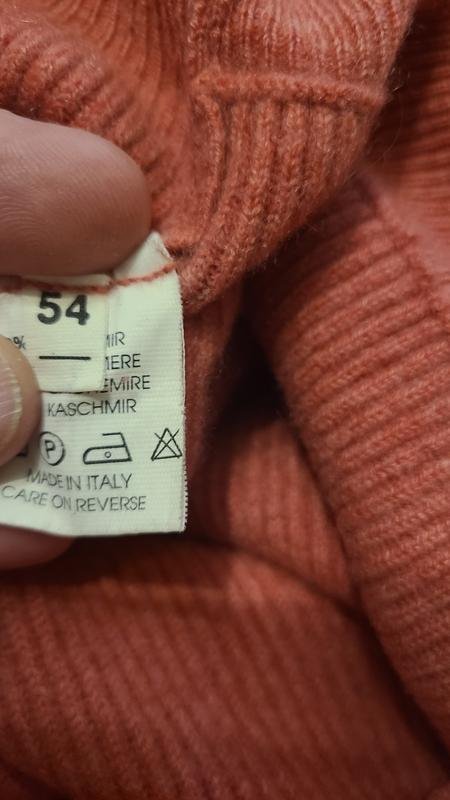 54
%
KASCHMIR
P
MADE IN ITALY
CARE ON REVERSE